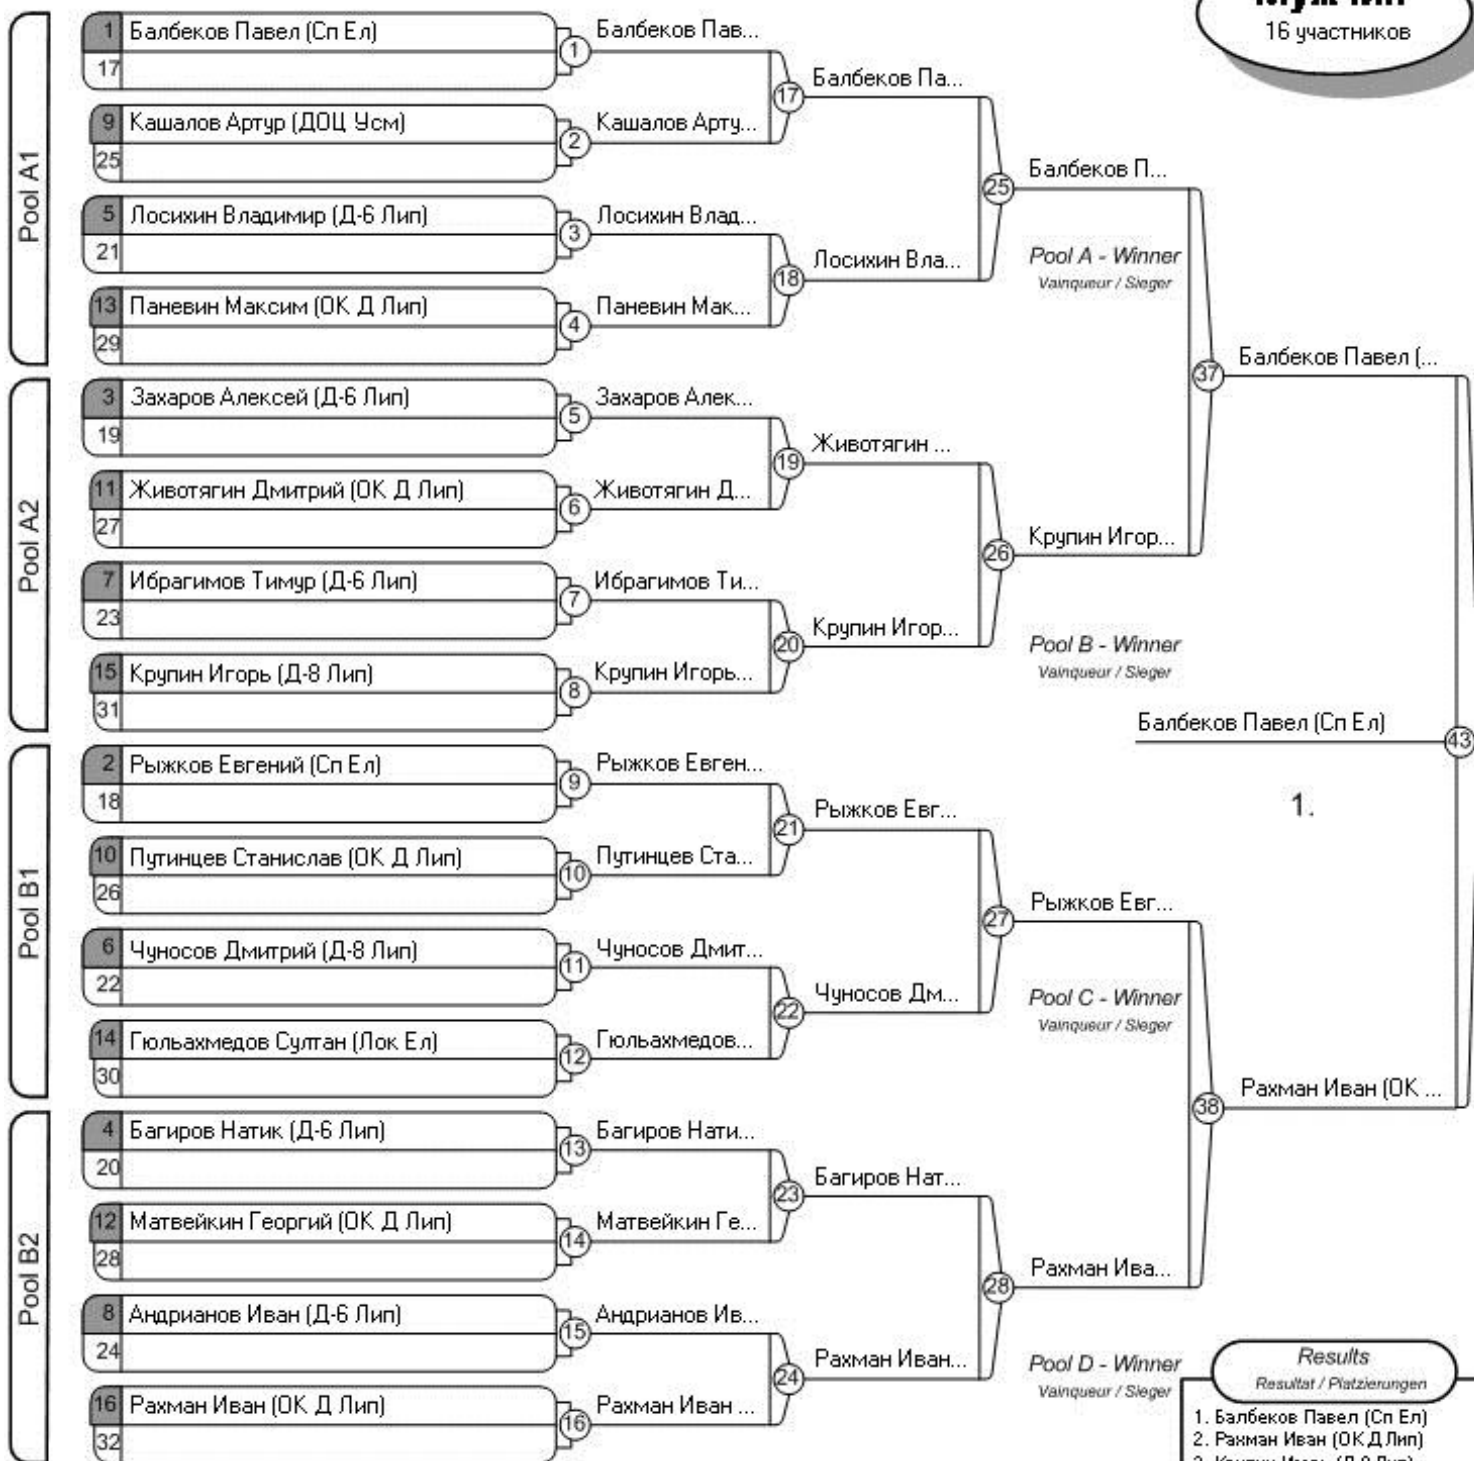 16 участников
Pool A1
1 Балбеков Павел (Сп Ел)
17
9 Кашалов Артур (ДОЦ Усм)
25
5 Лосихин Владимир (Д-6 Лип)
21
13 Паневин Максим (ОК Д Лип)
29
Pool A2
3 Захаров Алексей (Д-6 Лип)
19
11 Животягин Дмитрий (ОК Д Лип)
27
7 Ибрагимов Тимур (Д-6 Лип)
23
15 Крупин Игорь (Д-8 Лип)
31
Pool B1
2 Рыжков Евгений (Сп Ел)
18
10 Путинцев Станислав (ОК Д Лип)
26
6 Чуносов Дмитрий (Д-8 Лип)
22
14 Гюльахмедов Султан (Лок Ел)
30
Pool B2
4 Багиров Натик (Д-6 Лип)
20
12 Матвейкин Георгий (ОК Д Лип)
28
8 Андрианов Иван (Д-6 Лип)
24
16 Рахман Иван (ОК Д Лип)
32
1 Балбеков Пав...
2 Кашалов Арту...
3 Лосихин Влад...
4 Паневин Мак...
5 Захаров Алек...
6 Животягин Д...
7 Ибрагимов Ти...
8 Крупин Игорь...
9 Рыжков Евген...
10 Путинцев Ста...
11 Чуносов Дмит...
12 Гюльахмедов...
13 Багиров Нати...
14 Матвейкин Ге...
15 Андрианов Ив...
16 Рахман Иван ...
17 Балбеков Па...
18 Лосихин Вла...
19 Животягин ...
20 Крупин Игор...
21 Рыжков Евг...
22 Чуносов Дм...
23 Багиров Нат...
24 Рахман Иван...
25 Балбеков П...
Pool A - Winner
Vainqueur / Sieger
26 Крупин Игор...
Pool B - Winner
Vainqueur / Sieger
27 Рыжков Евг...
Pool C - Winner
Vainqueur / Sieger
28 Рахман Ива...
Pool D - Winner
Vainqueur / Sieger
37 Балбеков Павел (...
38 Рахман Иван (ОК ...
Балбеков Павел (Сп Ел) 43
1.
Results
Resultat / Platzierungen
1. Балбеков Павел (Сп Ел)
2. Рахман Иван (ОК Д Лип)